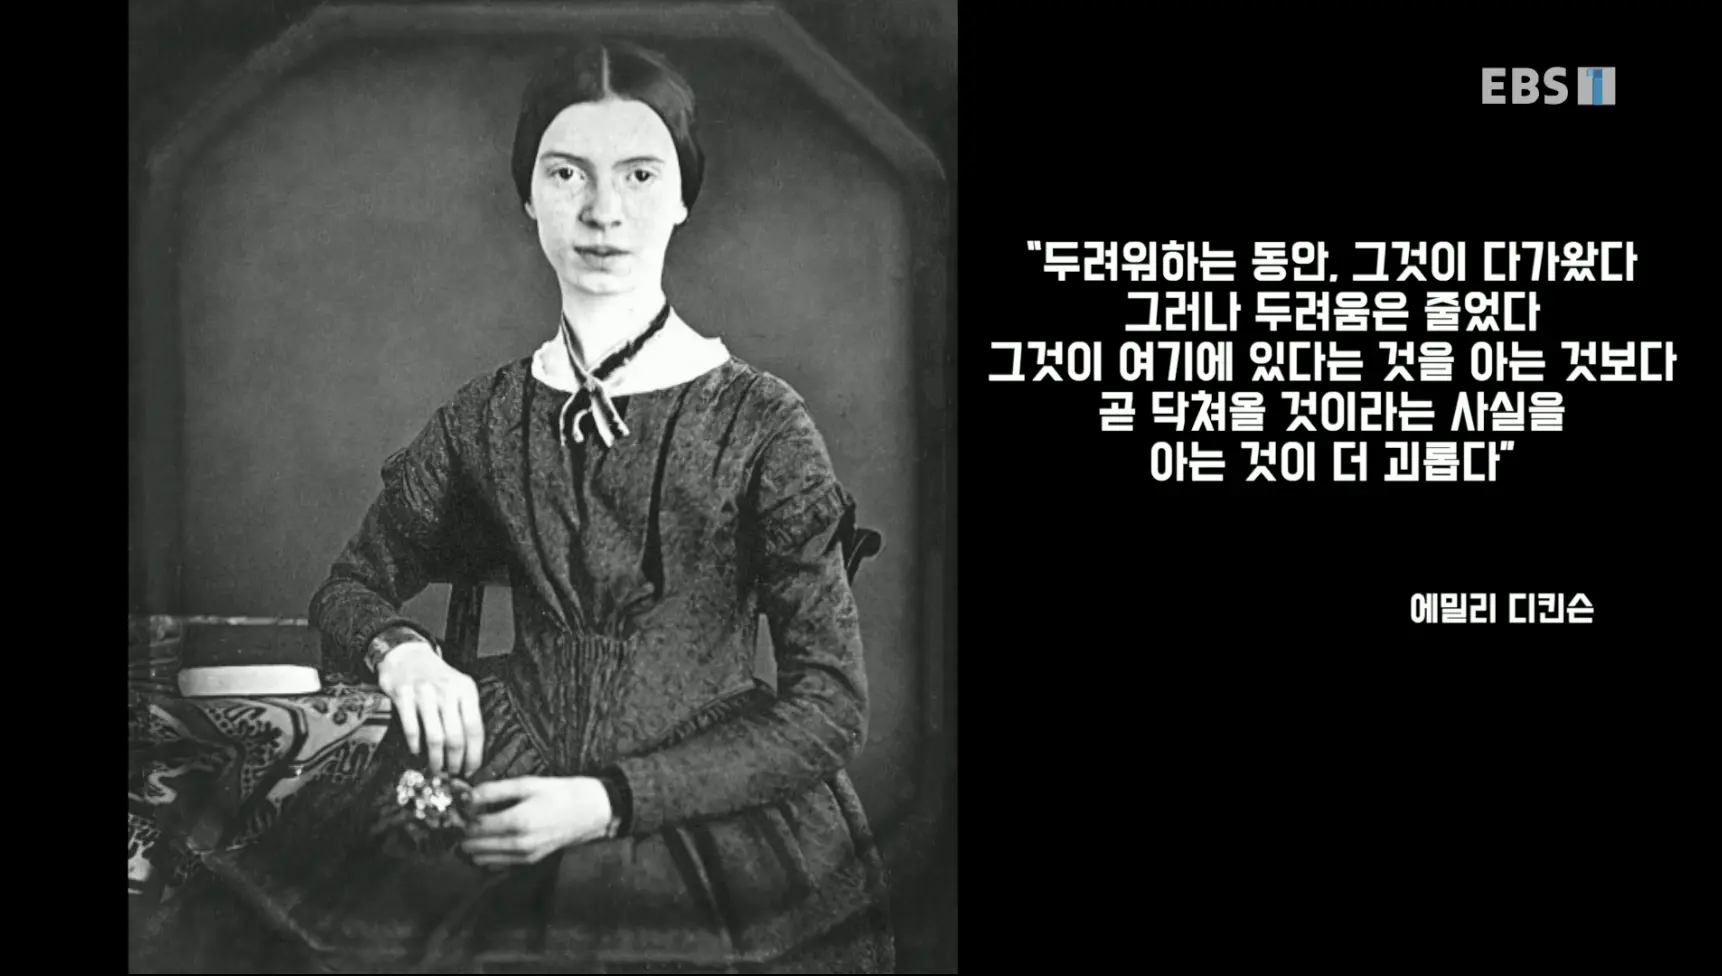 EBS 1
"두려워하는 동안, 그것이 다가왔다
그러나 두려움은 줄었다
그것이 여기에 있다는 것을 아는 것보다
곧 닥쳐올 것이라는 사실을
아는 것이 더 괴롭다"
에밀리 디킨슨